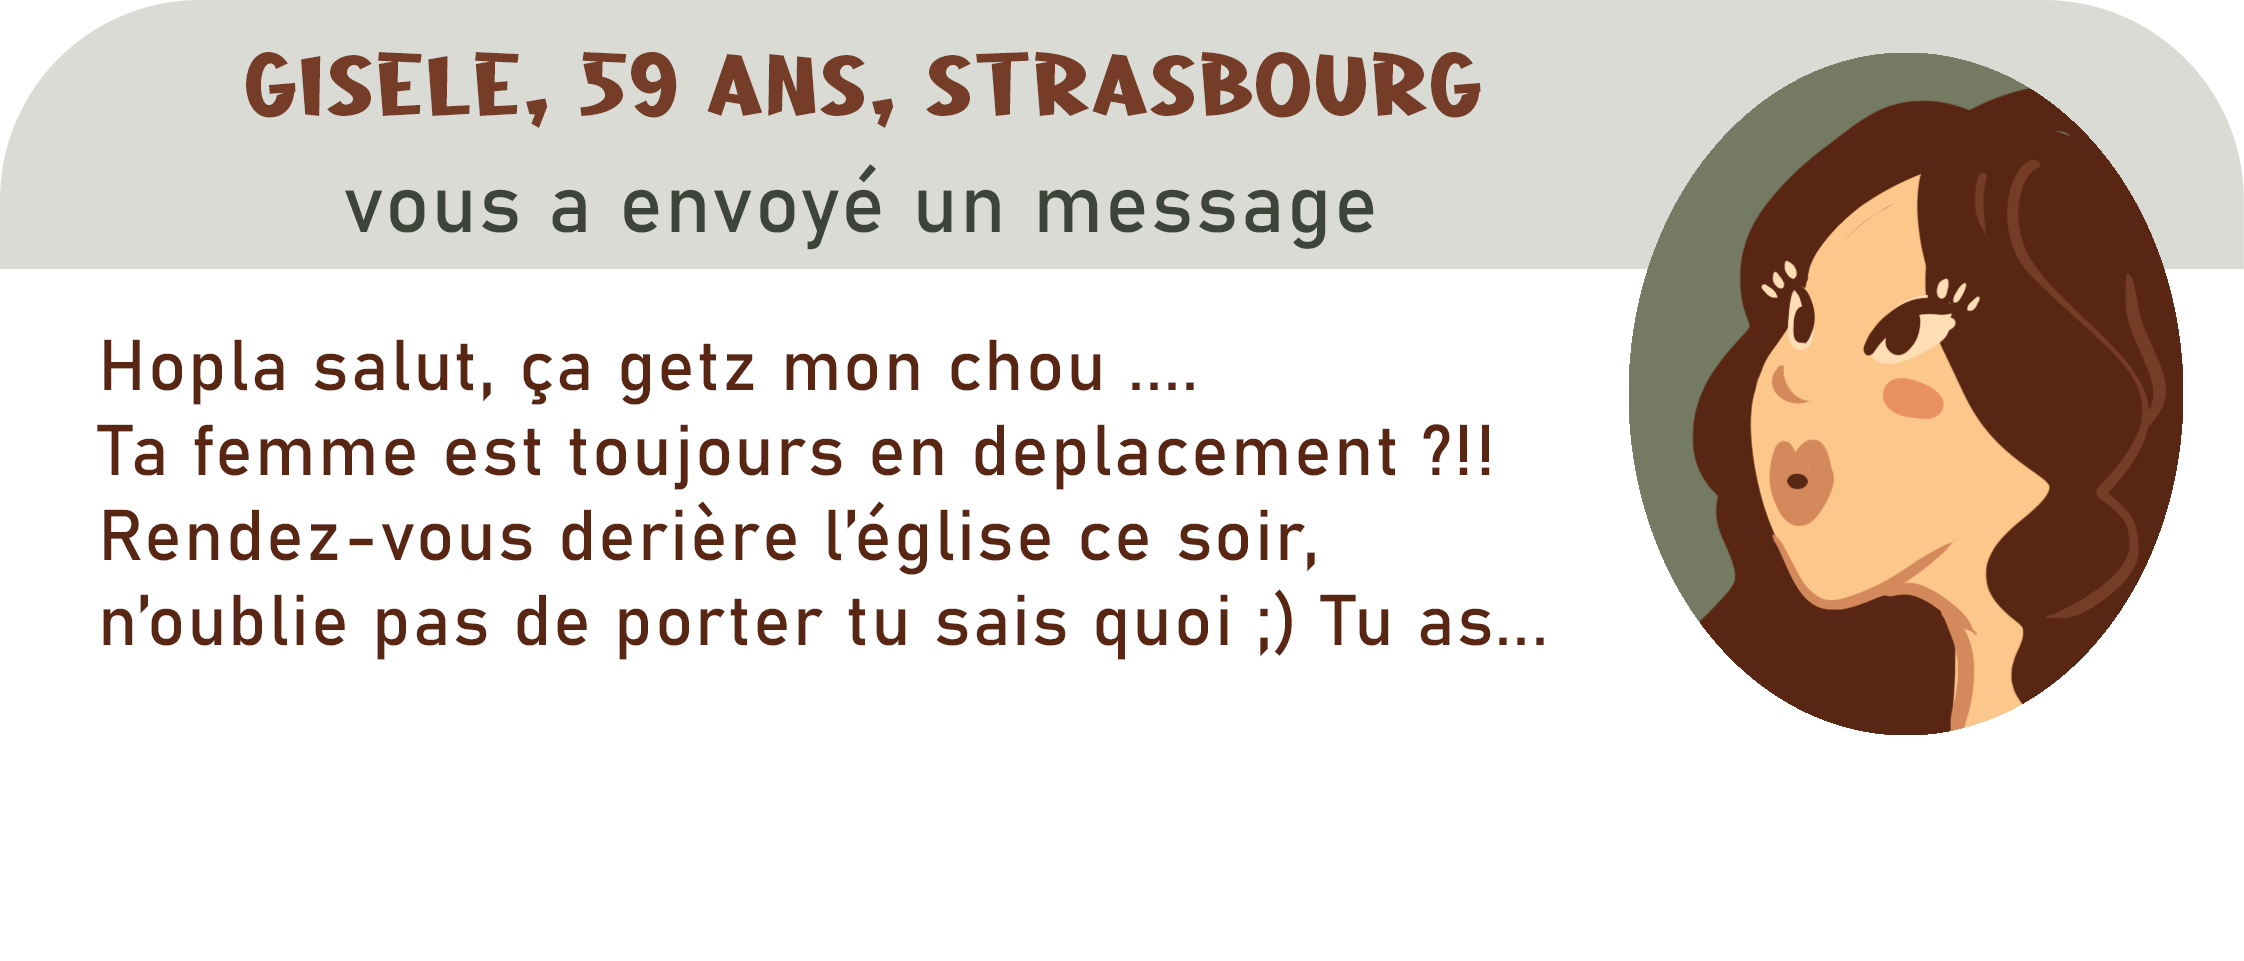 GISELE, 59 ANS, STRASBOURG
vous a envoyé un message
Hopla salut, ça getz mon chou ....
Ta femme est toujours en deplacement ?!!
Rendez-vous derière l’église ce soir,
n’oublie pas de porter tu sais quoi ;) Tu as...